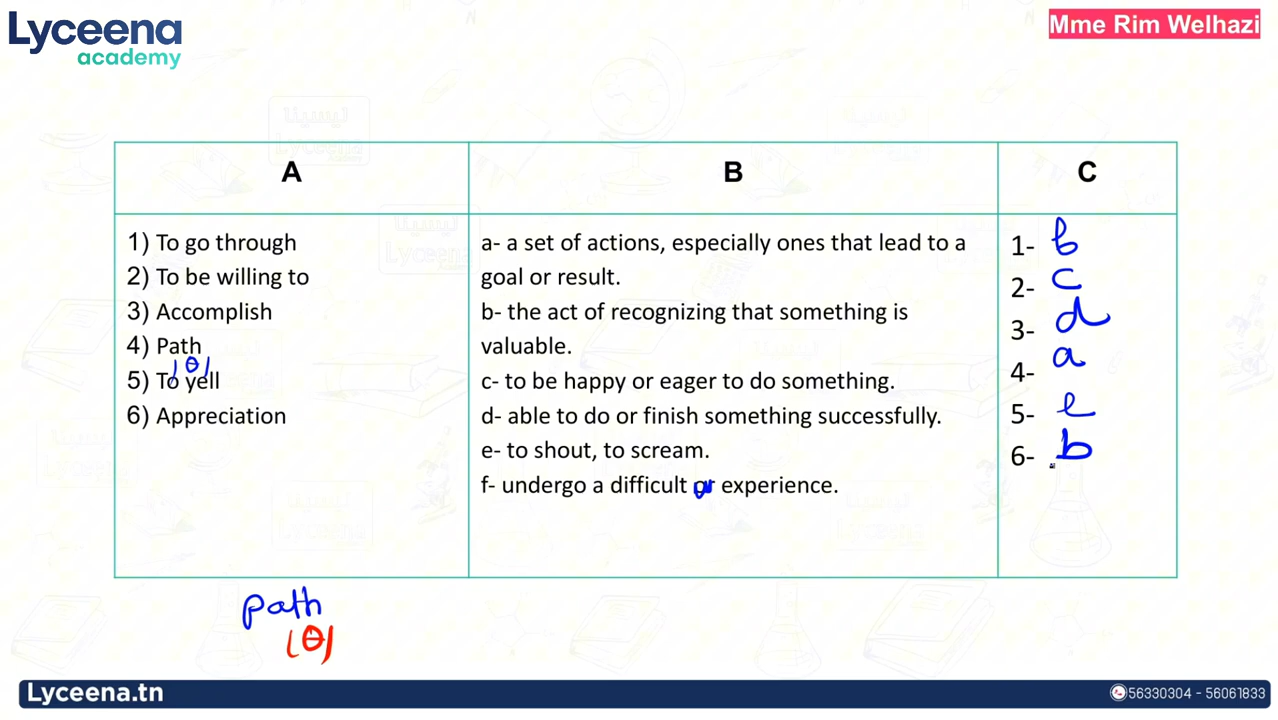 Lyceena
academy
Mme Rim Welhazi
A
B
C
1) To go through
2) To be willing to
3) Accomplish
4) Path
/θ/
5) To yell
6) Appreciation
a- a set of actions, especially ones that lead to a
goal or result.
b- the act of recognizing that something is
valuable.
c- to be happy or eager to do something.
d- able to do or finish something successfully.
e- to shout, to scream.
f- undergo a difficult or experience.
1- f
2- c
3- d
4- a
5- e
6- b
path
/θ/
Lyceena.tn
56330304 - 56061833